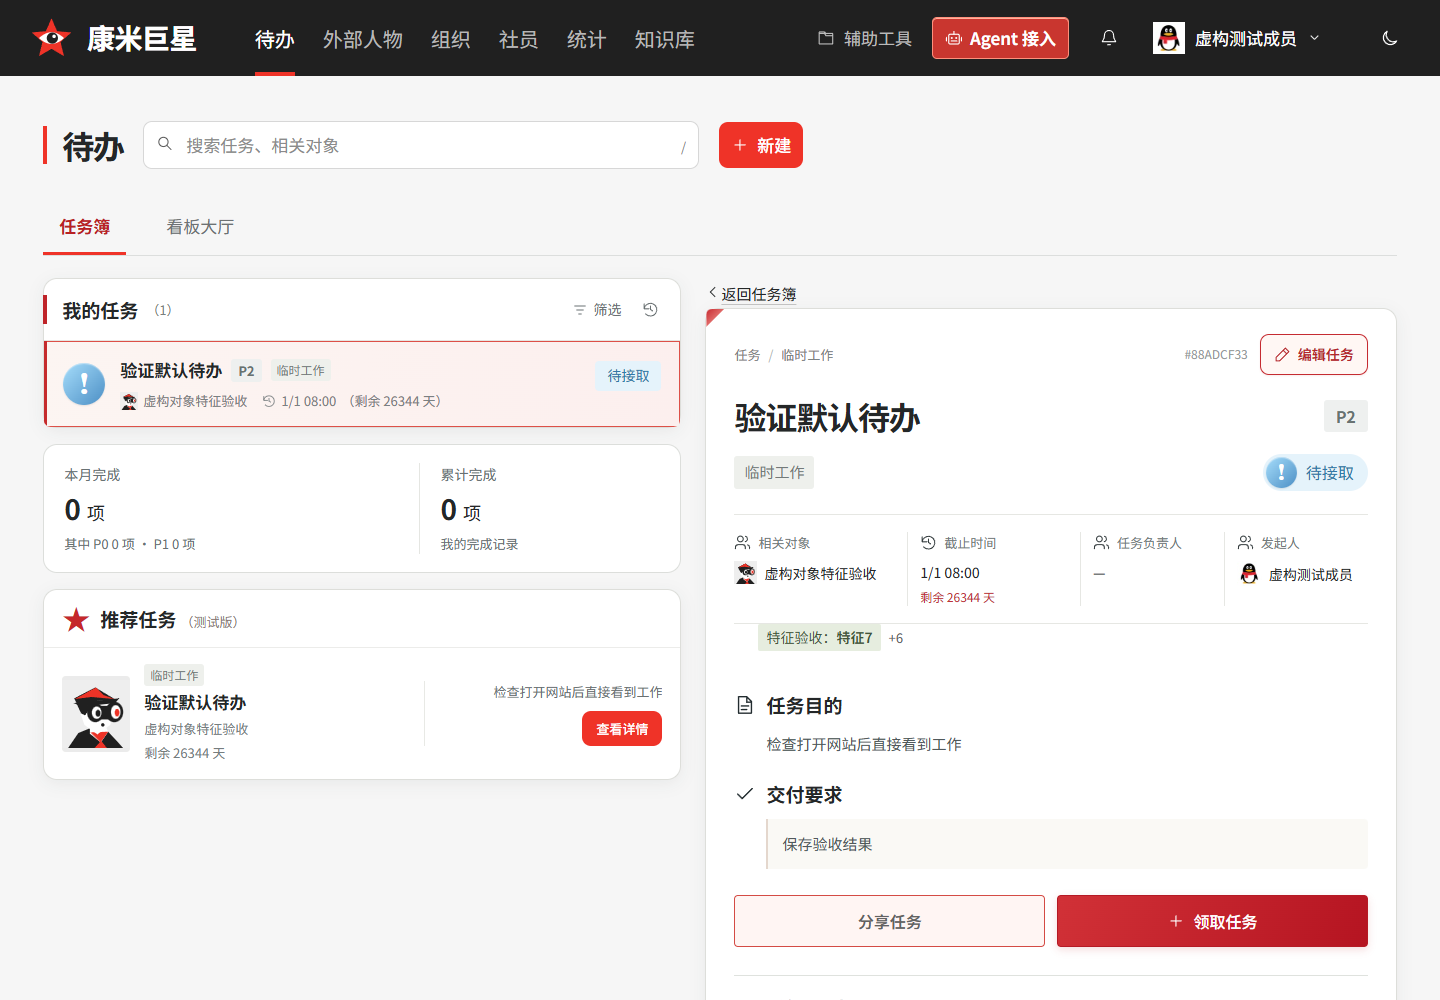 康米巨星
待办 外部人物 组织 社员 统计 知识库
辅助工具 Agent 接入 虚构测试成员
待办 搜索任务、相关对象 / + 新建
任务簿 看板大厅
我的任务 （1） 筛选
验证默认待办 P2 临时工作 待接取
虚构对象特征验收 1/1 08:00 （剩余 26344 天）
本月完成 累计完成
0 项 0 项
其中 P0 0 项 · P1 0 项 我的完成记录
推荐任务 （测试版）
临时工作
验证默认待办
虚构对象特征验收
剩余 26344 天
检查打开网站后直接看到工作
查看详情
返回任务簿
任务 / 临时工作 #88ADCF33 编辑任务
验证默认待办 P2
临时工作 待接取
相关对象 截止时间 任务负责人 发起人
虚构对象特征验收 1/1 08:00 — 虚构测试成员
剩余 26344 天
特征验收：特征7 +6
任务目的
检查打开网站后直接看到工作
交付要求
保存验收结果
分享任务 + 领取任务